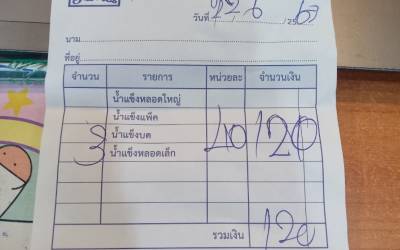 วันที่ 22 6 / 25 67
นาม
ที่อยู่
จำนวน รายการ หน่วยละ จำนวนเงิน
น้ำแข็งหลอดใหญ่
น้ำแข็งแพ็ค
3 น้ำแข็งบด 40 120
น้ำแข็งหลอดเล็ก
รวมเงิน 120